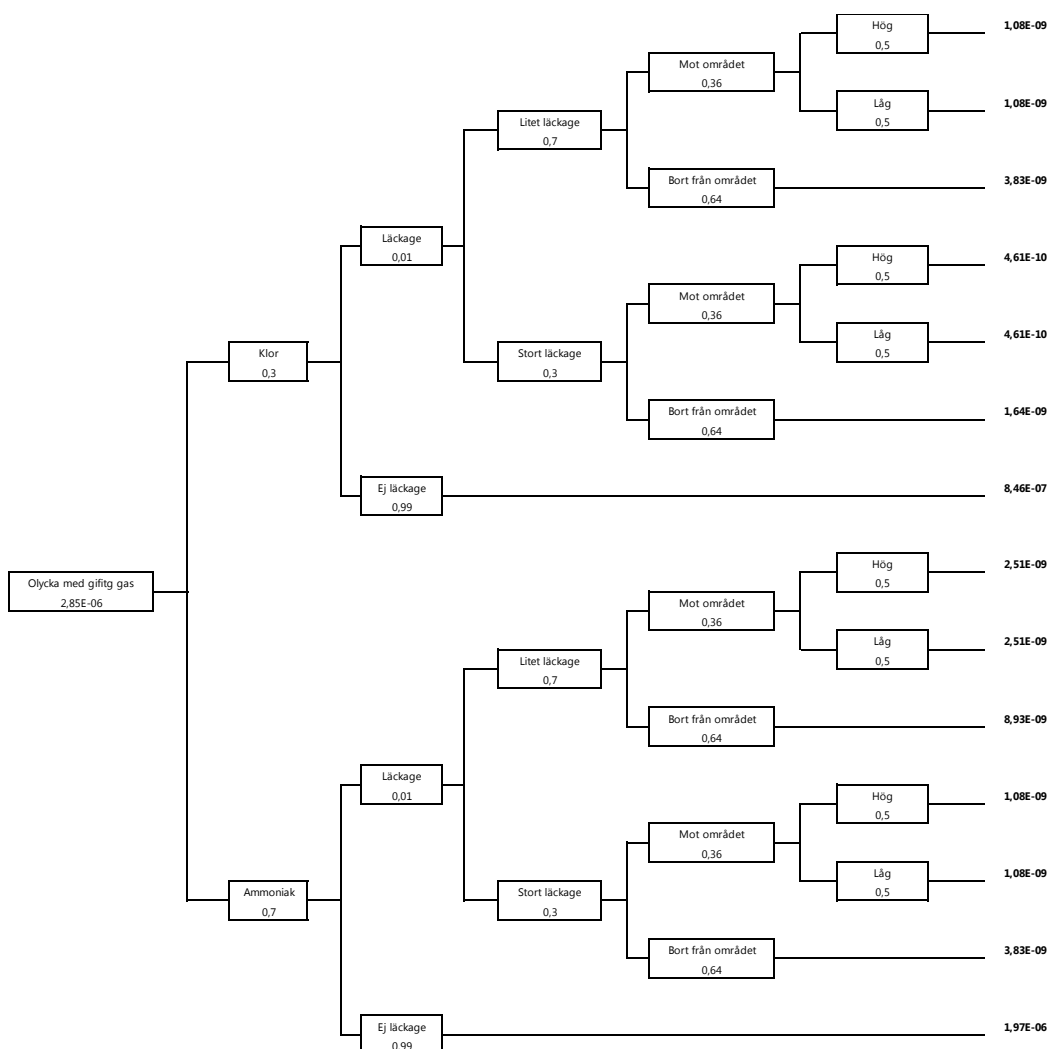 Hög
0,5
1,08E-09
Mot området
0,36
Låg
0,5
1,08E-09
Litet läckage
0,7
Bort från området
0,64
3,83E-09
Läckage
0,01
Hög
0,5
4,61E-10
Mot området
0,36
Låg
0,5
4,61E-10
Stort läckage
0,3
Klor
0,3
Bort från området
0,64
1,64E-09
Ej läckage
0,99
8,46E-07
Olycka med gifitg gas
2,85E-06
Hög
0,5
2,51E-09
Mot området
0,36
Låg
0,5
2,51E-09
Litet läckage
0,7
Bort från området
0,64
8,93E-09
Läckage
0,01
Hög
0,5
1,08E-09
Mot området
0,36
Låg
0,5
1,08E-09
Stort läckage
0,3
Ammoniak
0,7
Bort från området
0,64
3,83E-09
Ej läckage
0,99
1,97E-06